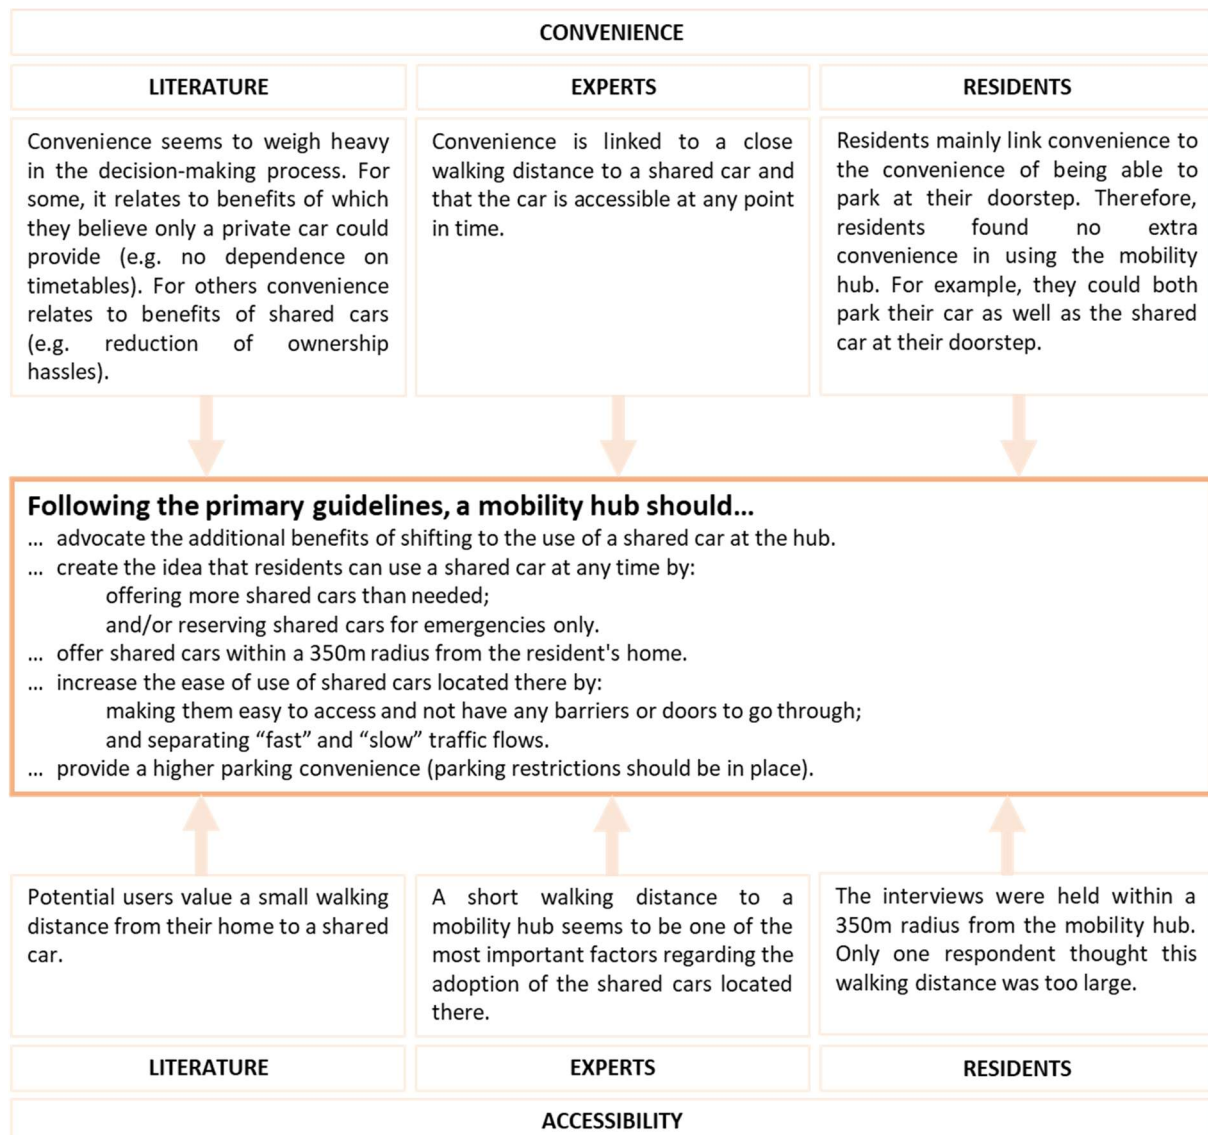 CONVENIENCE
LITERATURE
EXPERTS
RESIDENTS
Convenience seems to weigh heavy
in the decision-making process. For
some, it relates to benefits of which
they believe only a private car could
provide (e.g. no dependence on
timetables). For others convenience
relates to benefits of shared cars
(e.g. reduction of ownership
hassles).
Convenience is linked to a close
walking distance to a shared car and
that the car is accessible at any point
in time.
Residents mainly link convenience to
the convenience of being able to
park at their doorstep. Therefore,
residents found no extra
convenience in using the mobility
hub. For example, they could both
park their car as well as the shared
car at their doorstep.
Following the primary guidelines, a mobility hub should...
... advocate the additional benefits of shifting to the use of a shared car at the hub.
... create the idea that residents can use a shared car at any time by:
offering more shared cars than needed;
and/or reserving shared cars for emergencies only.
... offer shared cars within a 350m radius from the resident's home.
... increase the ease of use of shared cars located there by:
making them easy to access and not have any barriers or doors to go through;
and separating “fast” and “slow” traffic flows.
... provide a higher parking convenience (parking restrictions should be in place).
Potential users value a small walking
distance from their home to a shared
car.
A short walking distance to a
mobility hub seems to be one of the
most important factors regarding the
adoption of the shared cars located
there.
The interviews were held within a
350m radius from the mobility hub.
Only one respondent thought this
walking distance was too large.
LITERATURE
EXPERTS
RESIDENTS
ACCESSIBILITY